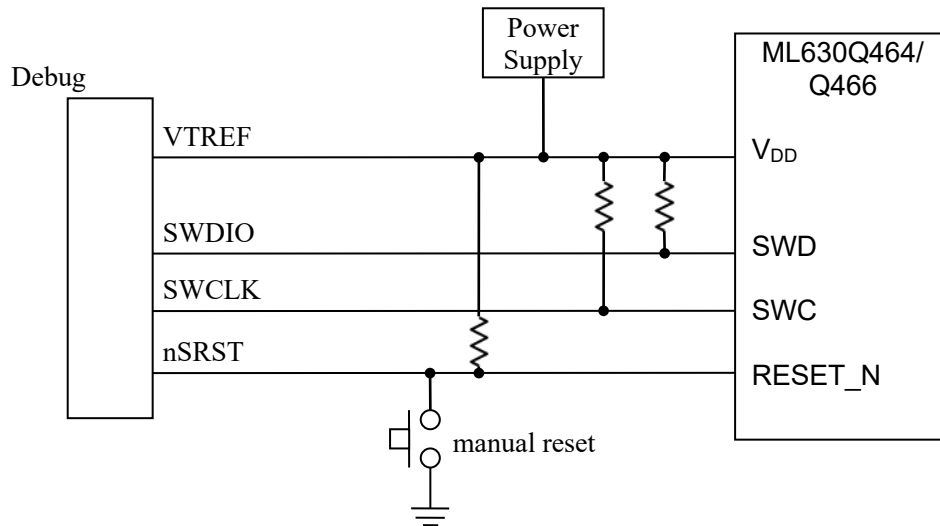 Power
Supply
ML630Q464/
Q466
Debug
VTREF
VDD
SWDIO
SWD
SWCLK
SWC
nSRST
RESET_N
manual reset